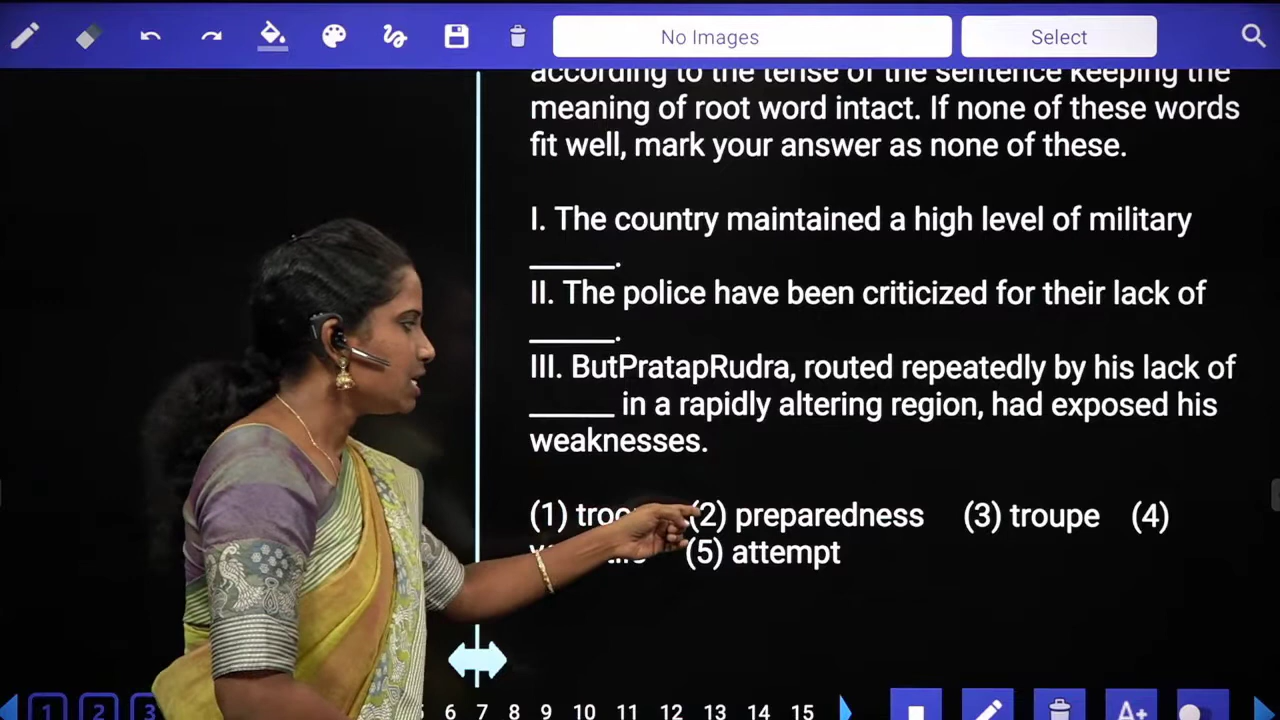 No Images
Select
according to the tense of the sentence keeping the
meaning of root word intact. If none of these words
fit well, mark your answer as none of these.
I. The country maintained a high level of military
______.
II. The police have been criticized for their lack of
______.
III. ButPratapRudra, routed repeatedly by his lack of
______ in a rapidly altering region, had exposed his
weaknesses.
(1) (2) preparedness (3) troupe (4)
(5) attempt
1 2 3 6 7 8 9 10 11 12 13 14 15 A+